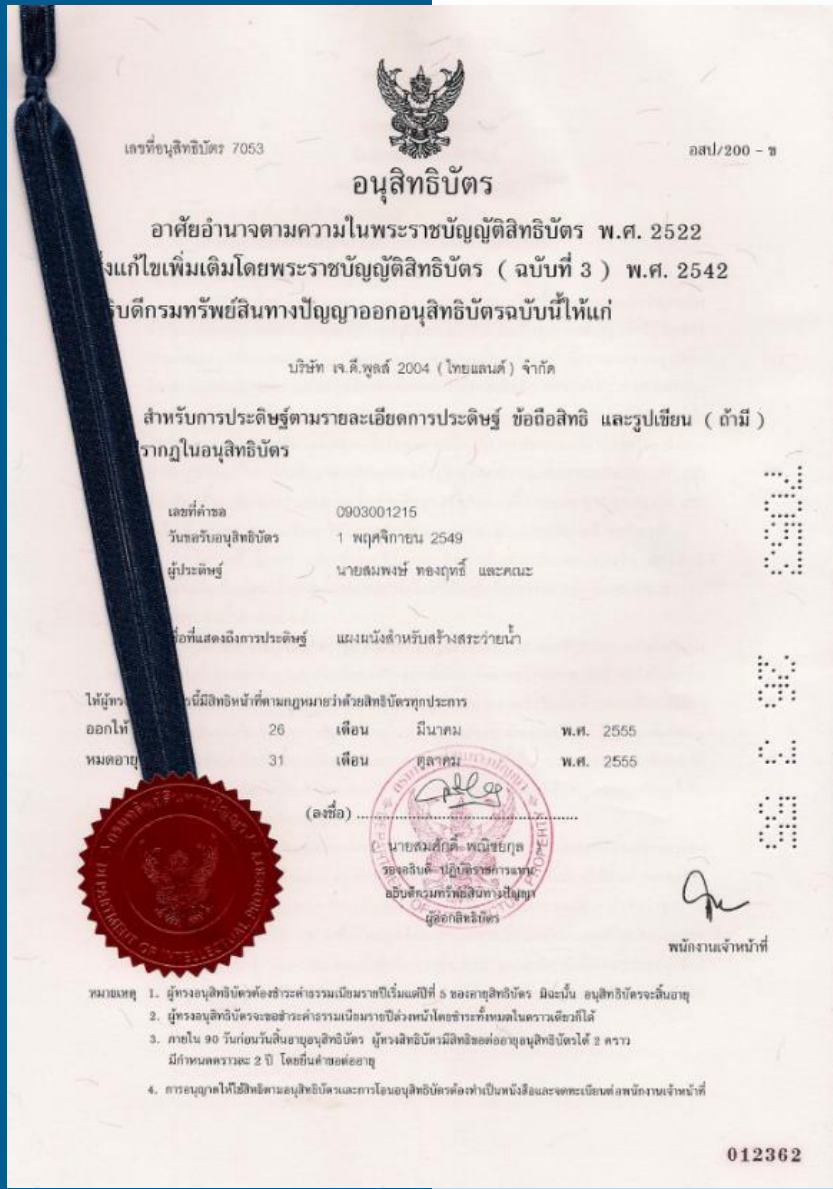 เลขที่อนุสิทธิบัตร 7053
อสป/200 - ข
อนุสิทธิบัตร
อาศัยอำนาจตามความในพระราชบัญญัติสิทธิบัตร พ.ศ. 2522
แก้ไขเพิ่มเติมโดยพระราชบัญญัติสิทธิบัตร ( ฉบับที่ 3 ) พ.ศ. 2542
บดีกรมทรัพย์สินทางปัญญาออกอนุสิทธิบัตรฉบับนี้ให้แก่
บริษัท เจ.ดี.พูลส์ 2004 (ไทยแลนด์) จำกัด
สำหรับการประดิษฐ์ตามรายละเอียดการประดิษฐ์ ข้อถือสิทธิ และรูปเขียน ( ถ้ามี )
รากฏในอนุสิทธิบัตร
เลขที่คำขอ 0903001215
วันขอรับอนุสิทธิบัตร 1 พฤศจิกายน 2549
ผู้ประดิษฐ์ นายสมพงษ์ ทองฤทธิ์ และคณะ
ชื่อที่แสดงถึงการประดิษฐ์ แผงผนังสำหรับสร้างสระว่ายน้ำ
ให้ผู้ทรง รนี้มีสิทธิหน้าที่ตามกฎหมายว่าด้วยสิทธิบัตรทุกประการ
ออกให้ 26 เดือน มีนาคม พ.ศ. 2555
หมดอายุ 31 เดือน ตุลาคม พ.ศ. 2555
(ลงชื่อ)
นายสมศักดิ์ พณิชยกุล
รองอธิบดี ปฏิบัติราชการแทน
อธิบดีกรมทรัพย์สินทางปัญญา
ผู้ออกสิทธิบัตร
พนักงานเจ้าหน้าที่
หมายเหตุ 1. ผู้ทรงอนุสิทธิบัตรต้องชำระค่าธรรมเนียมรายปีเริ่มแต่ปีที่ 5 ของอายุสิทธิบัตร มิฉะนั้น อนุสิทธิบัตรจะสิ้นอายุ
2. ผู้ทรงอนุสิทธิบัตรจะขอชำระค่าธรรมเนียมรายปีล่วงหน้าโดยชำระทั้งหมดในคราวเดียวก็ได้
3. ภายใน 90 วันก่อนวันสิ้นอายุอนุสิทธิบัตร ผู้ทรงสิทธิบัตรมีสิทธิขอต่ออายุอนุสิทธิบัตรได้ 2 คราว
มีกำหนดคราวละ 2 ปี โดยยื่นคำขอต่ออายุ
4. การอนุญาตให้ใช้สิทธิตามอนุสิทธิบัตรและการโอนอนุสิทธิบัตรต้องทำเป็นหนังสือและจดทะเบียนต่อพนักงานเจ้าหน้าที่
012362